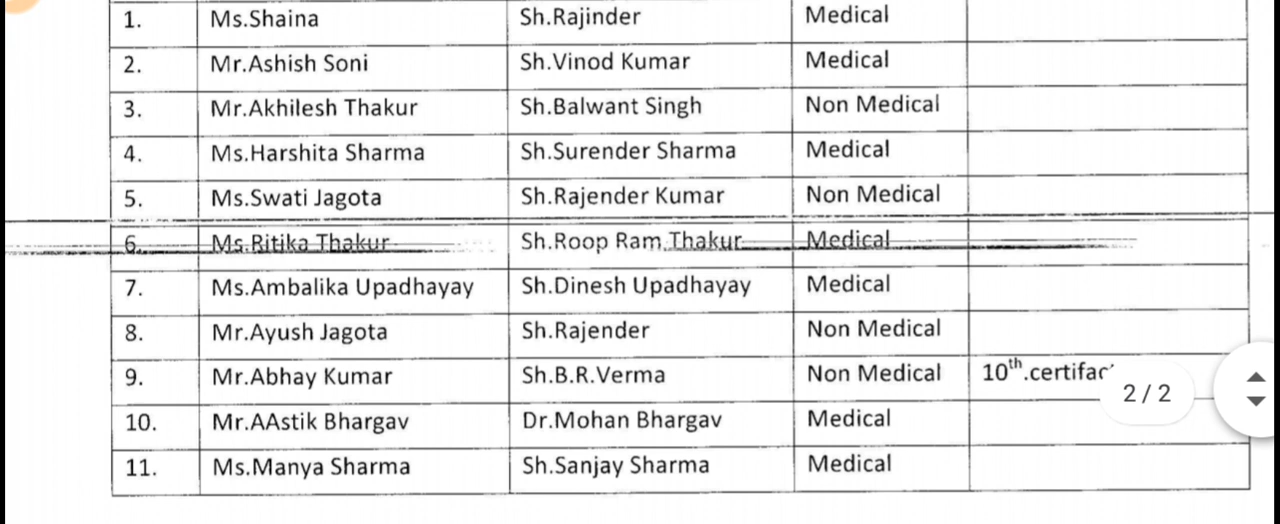 1. Ms.Shaina Sh.Rajinder Medical
2. Mr.Ashish Soni Sh.Vinod Kumar Medical
3. Mr.Akhilesh Thakur Sh.Balwant Singh Non Medical
4. Ms.Harshita Sharma Sh.Surender Sharma Medical
5. Ms.Swati Jagota Sh.Rajender Kumar Non Medical
6. Ms.Ritika Thakur Sh.Roop Ram Thakur Medical
7. Ms.Ambalika Upadhayay Sh.Dinesh Upadhayay Medical
8. Mr.Ayush Jagota Sh.Rajender Non Medical
9. Mr.Abhay Kumar Sh.B.R.Verma Non Medical 10th
2 / 2
10. Mr.AAstik Bhargav Dr.Mohan Bhargav Medical
11. Ms.Manya Sharma Sh.Sanjay Sharma Medical